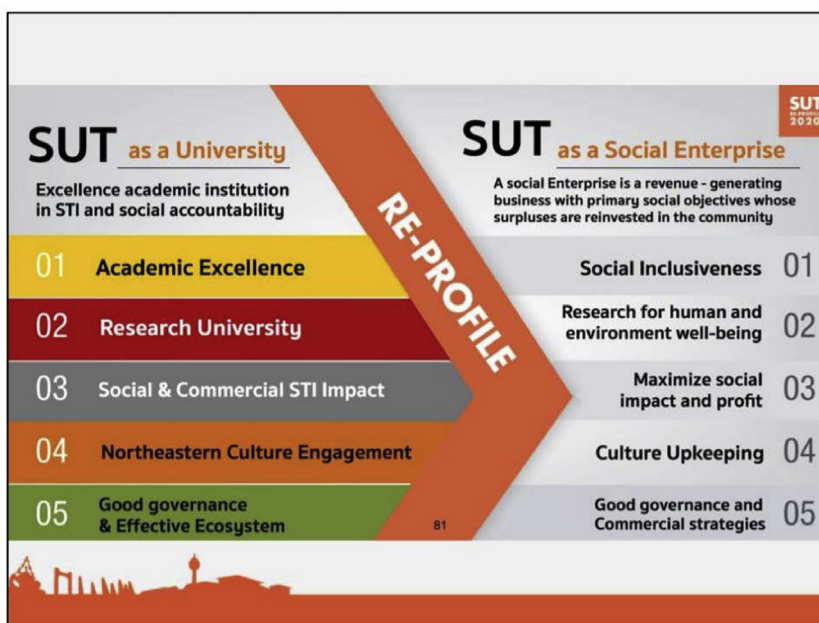 SUT as a University
Excellence academic institution
in STI and social accountability
01 Academic Excellence
02 Research University
03 Social & Commercial STI Impact
04 Northeastern Culture Engagement
05 Good governance
& Effective Ecosystem
RE-PROFILE
81
SUT
RE-PROFILE
2020
SUT as a Social Enterprise
A social Enterprise is a revenue - generating
business with primary social objectives whose
surpluses are reinvested in the community
Social Inclusiveness 01
Research for human and
environment well-being 02
Maximize social
impact and profit 03
Culture Upkeeping 04
Good governance and
Commercial strategies 05